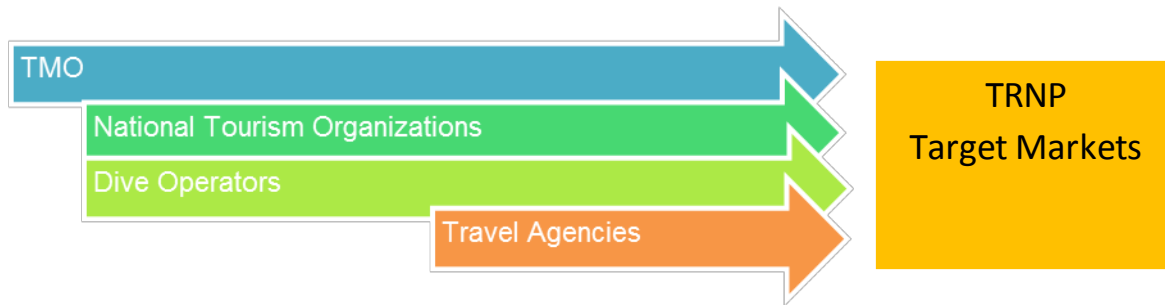 TMO
National Tourism Organizations
Dive Operators
Travel Agencies
TRNP
Target Markets